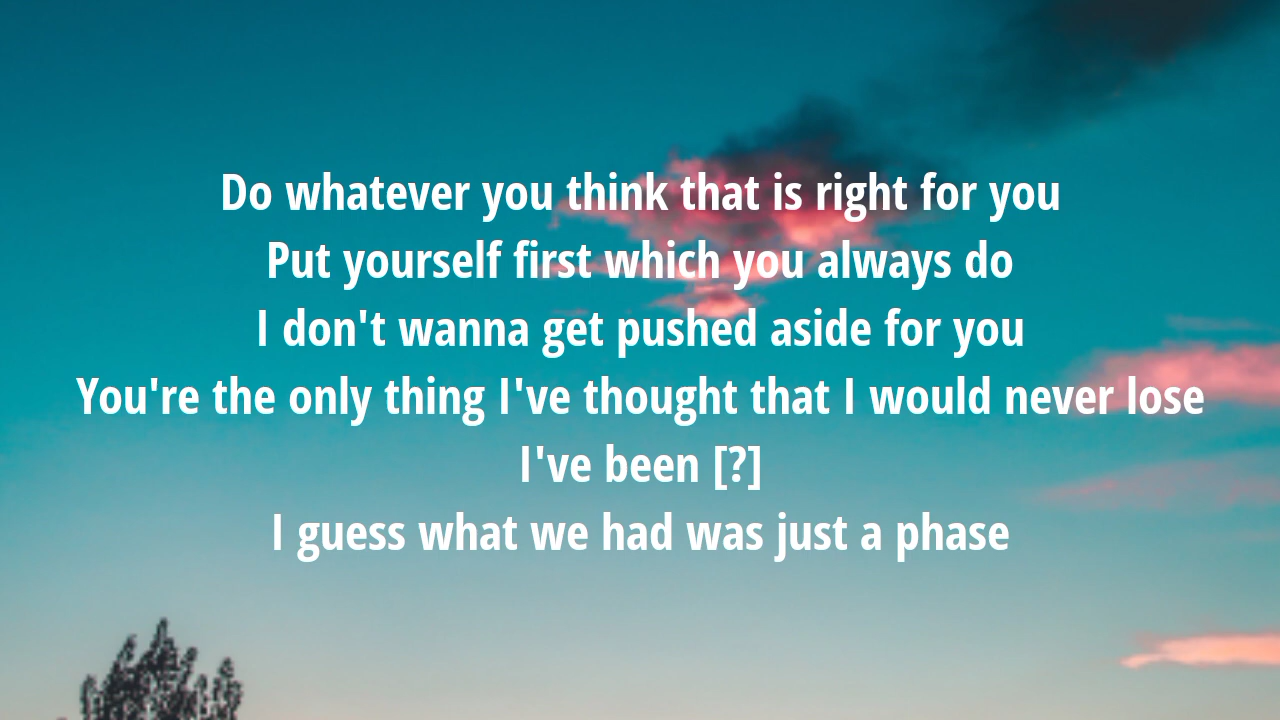 Do whatever you think that is right for you
Put yourself first which you always do
I don't wanna get pushed aside for you
You're the only thing I've thought that I would never lose
I've been [?]
I guess what we had was just a phase